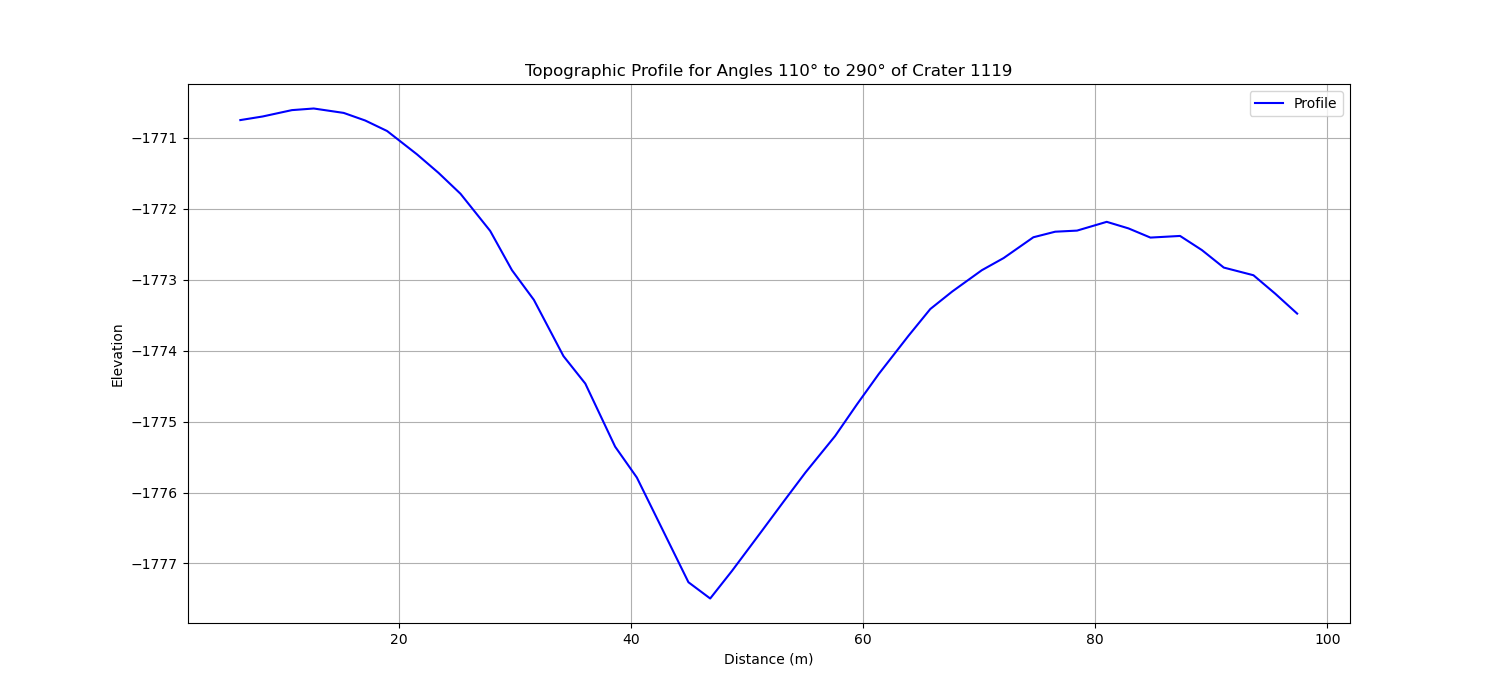 Topographic Profile for Angles 110° to 290° of Crater 1119
Profile
−1771
−1772
−1773
−1774
−1775
−1776
−1777
Elevation
20 40 60 80 100
Distance (m)